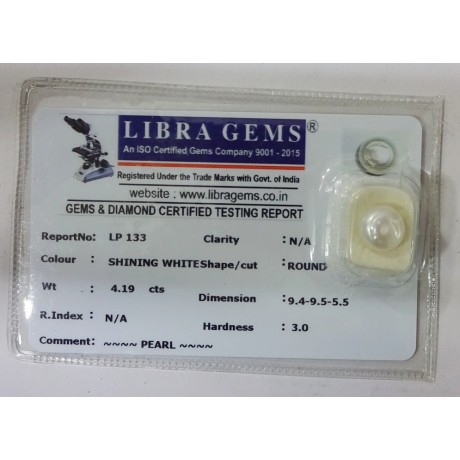 LIBRA GEMS ®
An ISO Certified Gems Company 9001 - 2015
Registered Under the Trade Marks with Govt. of India
website : www.libragems.co.in
GEMS & DIAMOND CERTIFIED TESTING REPORT
ReportNo: LP 133 Clarity : N/A
Colour : SHINING WHITE Shape/cut : ROUND
Wt : 4.19 cts
Dimension : 9.4-9.5-5.5
R.Index : N/A
Hardness : 3.0
Comment: ~~~~ PEARL ~~~~